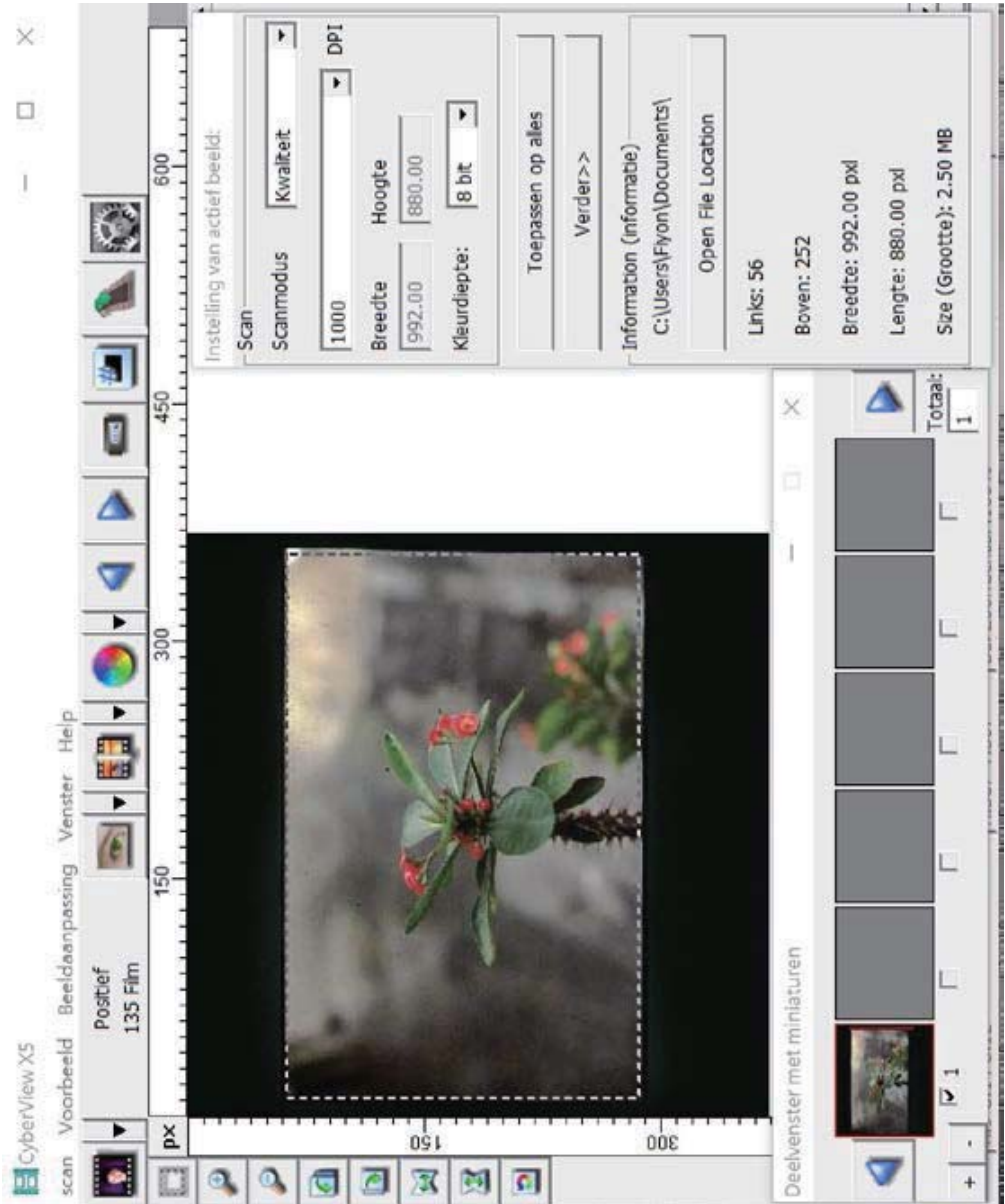 CyberView X5
scan Voorbeeld Beeldaanpassing Venster Help
Positief
135 Film
px
150
300
450
600
150
300
Instelling van actief beeld:
Scan
Scanmodus
Kwaliteit
1000
DPI
Breedte
Hoogte
992.00
880.00
Kleurdiepte:
8 bit
Toepassen op alles
Verder>>
Information (informatie)
C:\Users\Fiyon\Documents\
Open File Location
Links: 56
Boven: 252
Breedte: 992.00 pxl
Lengte: 880.00 pxl
Size (Grootte): 2.50 MB
Deelvenster met miniaturen
Totaal:
1
1
+ -